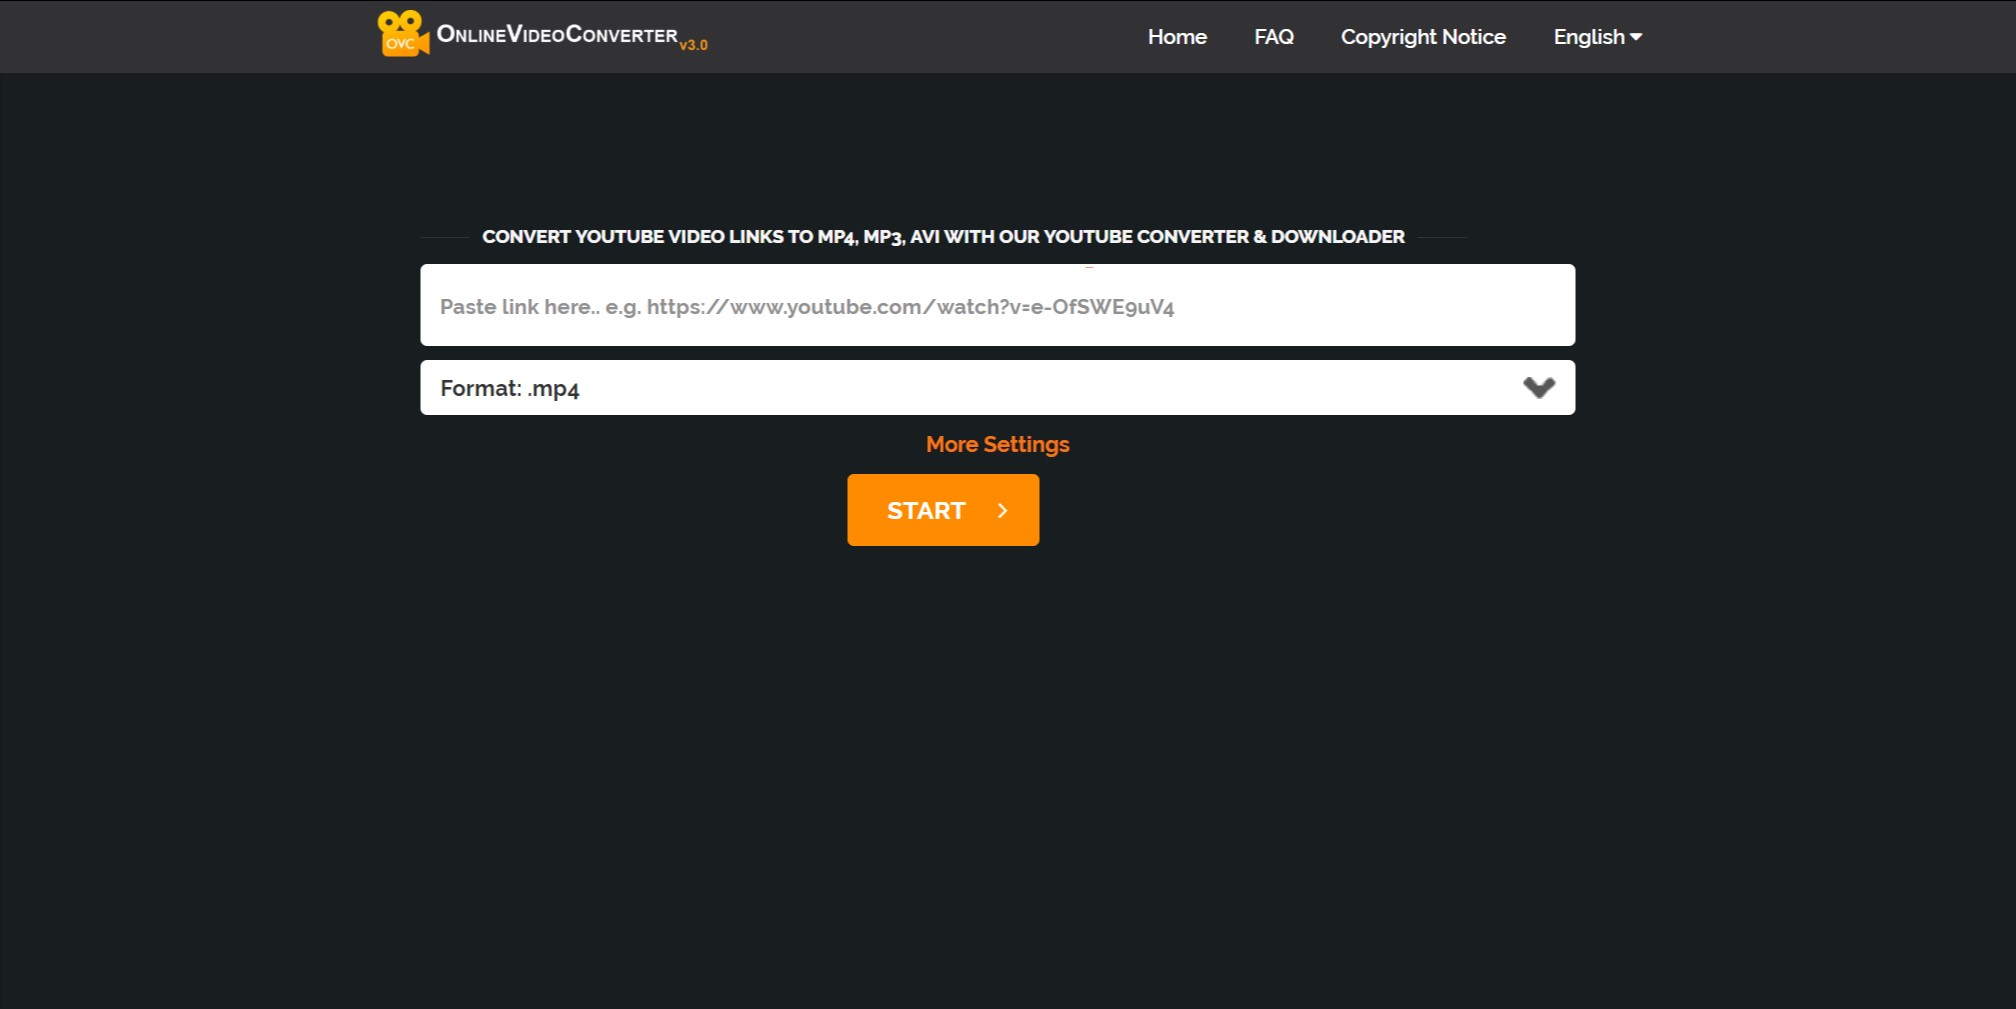 OVC ONLINEVIDEOCONVERTER v3.0
Home FAQ Copyright Notice English
CONVERT YOUTUBE VIDEO LINKS TO MP4, MP3, AVI WITH OUR YOUTUBE CONVERTER & DOWNLOADER
Paste link here.. e.g. https://www.youtube.com/watch?v=e-OfSWE9uV4
Format: .mp4
More Settings
START